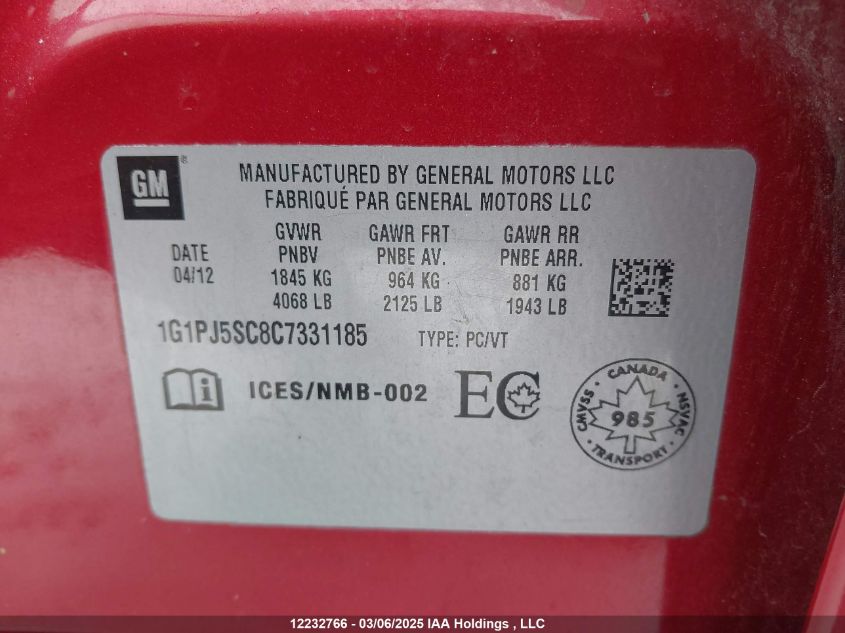 GM®
MANUFACTURED BY GENERAL MOTORS LLC
FABRIQUÉ PAR GENERAL MOTORS LLC
DATE
04/12
GVWR
PNBV
1845 KG
4068 LB
GAWR FRT
PNBE AV.
964 KG
2125 LB
GAWR RR
PNBE ARR.
881 KG
1943 LB
1G1PJ5SC8C7331185 TYPE: PC/VT
i ICES/NMB-002 EC
CANADA
CMVSS 985 NSVAC
TRANSPORT
12232766 - 03/06/2025 IAA Holdings , LLC